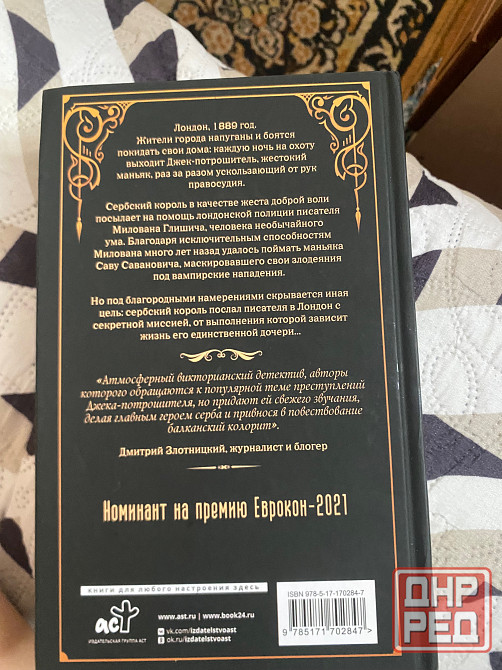 Лондон, 1889 год.
Жители города напуганы и боятся
покидать свои дома: каждую ночь на охоту
выходит Джек-потрошитель, жестокий
маньяк, раз за разом ускользающий от рук
правосудия.
Сербский король в качестве жеста доброй воли
посылает на помощь лондонской полиции писателя
Милована Глишича, человека необычайного
ума. Благодаря исключительным способностям
Милована много лет назад удалось поймать маньяка
Саву Савановича, маскировавшего свои злодеяния
под вампирские нападения.
Но под благородными намерениями скрывается иная
цель: сербский король послал писателя в Лондон с
секретной миссией, от выполнения которой зависит
жизнь его единственной дочери...
«Атмосферный викторианский детектив, авторы
которого обращаются к популярной теме преступлений
Джека-потрошителя, но придают ей свежего звучания,
делая главным героем серба и привнося в повествование
балканский колорит».
Дмитрий Злотницкий, журналист и блогер
Номинант на премию Еврокон-2021
книги для любого настроения здесь
аст
ИЗДАТЕЛЬСКАЯ ГРУППА АСТ
www.ast.ru | www.book24.ru
vk.com/izdatelstvoast
ok.ru/izdatelstvoast
ISBN 978-5-17-170284-7
9 785171 702847 >
ДНР
РЕД